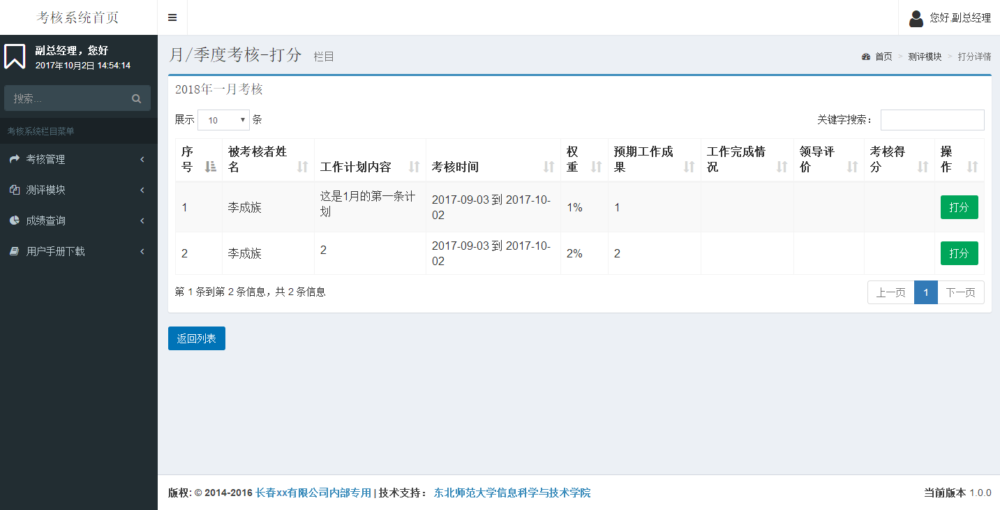 考核系统首页
您好,副总经理
副总经理，您好
2017年10月2日 14:54:14
搜索...
考核系统栏目菜单
考核管理
测评模块
成绩查询
用户手册下载
月/季度考核-打分 栏目
首页 > 测评模块 > 打分详情
2018年一月考核
展示 10 条
关键字搜索：
序号 被考核者姓名 工作计划内容 考核时间 权重 预期工作成果 工作完成情况 领导评价 考核得分 操作
1 李成族 这是1月的第一条计划 2017-09-03 到 2017-10-02 1% 1 打分
2 李成族 2 2017-09-03 到 2017-10-02 2% 2 打分
第 1 条到第 2 条信息，共 2 条信息
上一页 1 下一页
返回列表
版权: © 2014-2016 长春xx有限公司内部专用 | 技术支持： 东北师范大学信息科学与技术学院
当前版本 1.0.0